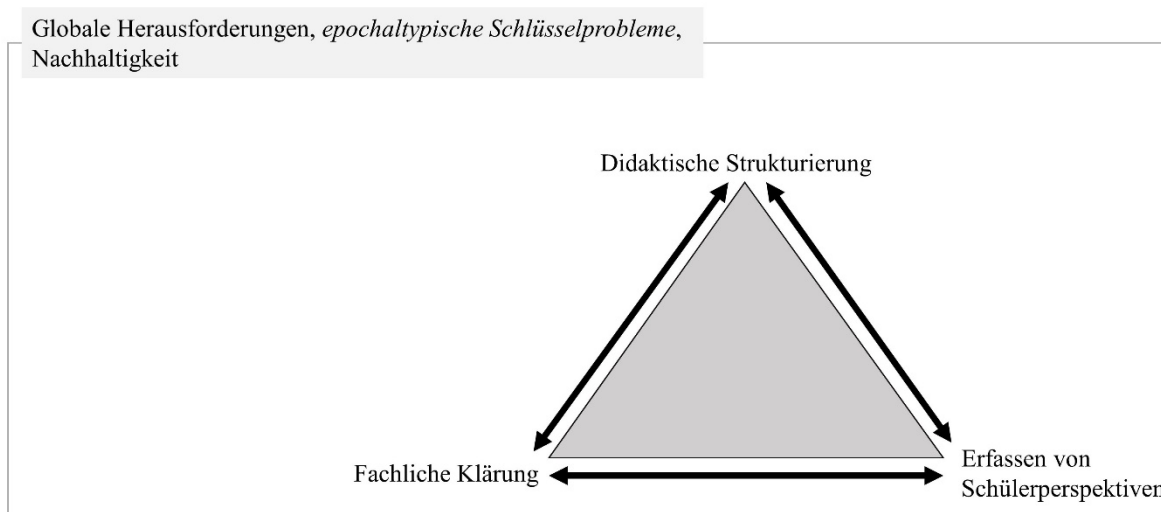 Globale Herausforderungen, epochaltypische Schlüsselprobleme,
Nachhaltigkeit
Didaktische Strukturierung
Fachliche Klärung
Erfassen von
Schülerperspektiven